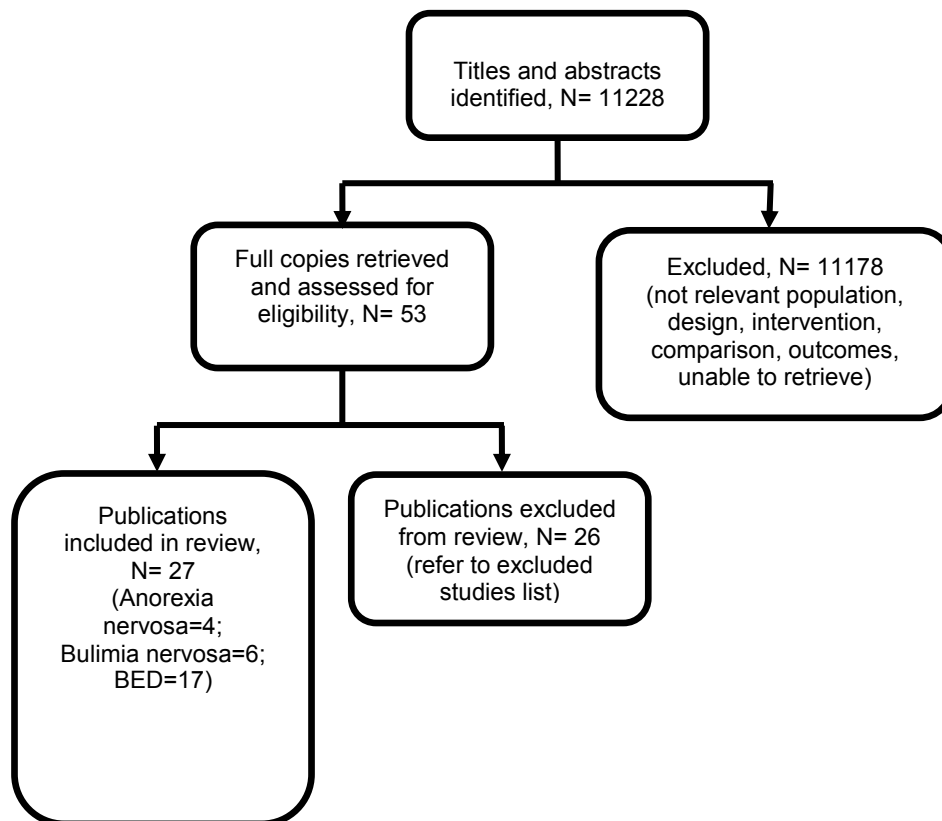 Titles and abstracts
identified, N= 11228
Full copies retrieved
and assessed for
eligibility, N= 53
Excluded, N= 11178
(not relevant population,
design, intervention,
comparison, outcomes,
unable to retrieve)
Publications
included in review,
N= 27
(Anorexia
nervosa=4;
Bulimia nervosa=6;
BED=17)
Publications excluded
from review, N= 26
(refer to excluded
studies list)